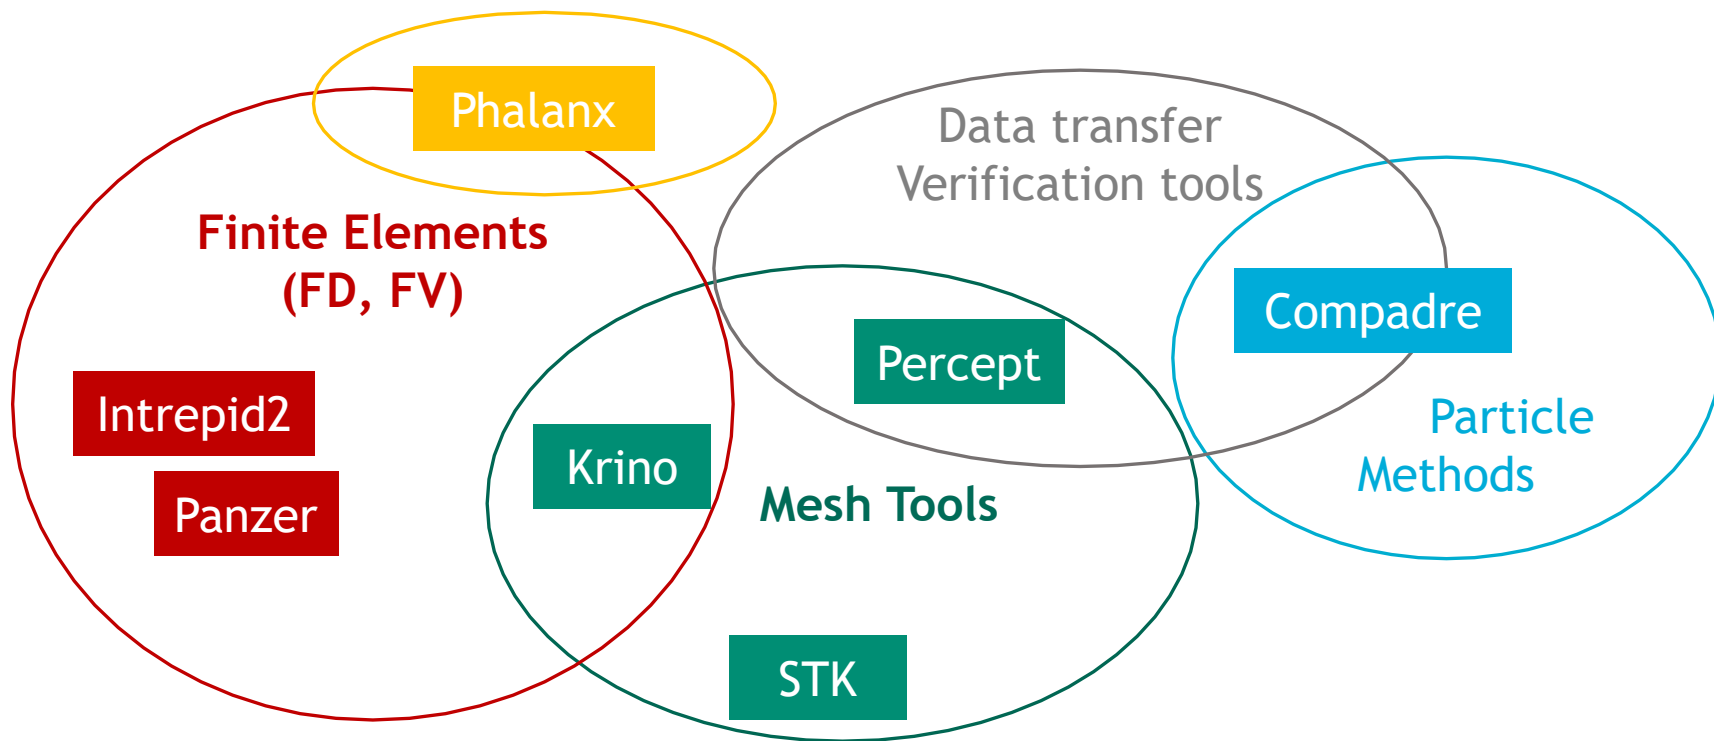 Phalanx
Data transfer
Verification tools
Finite Elements
(FD, FV)
Compadre
Percept
Intrepid2
Particle
Methods
Krino
Mesh Tools
Panzer
STK